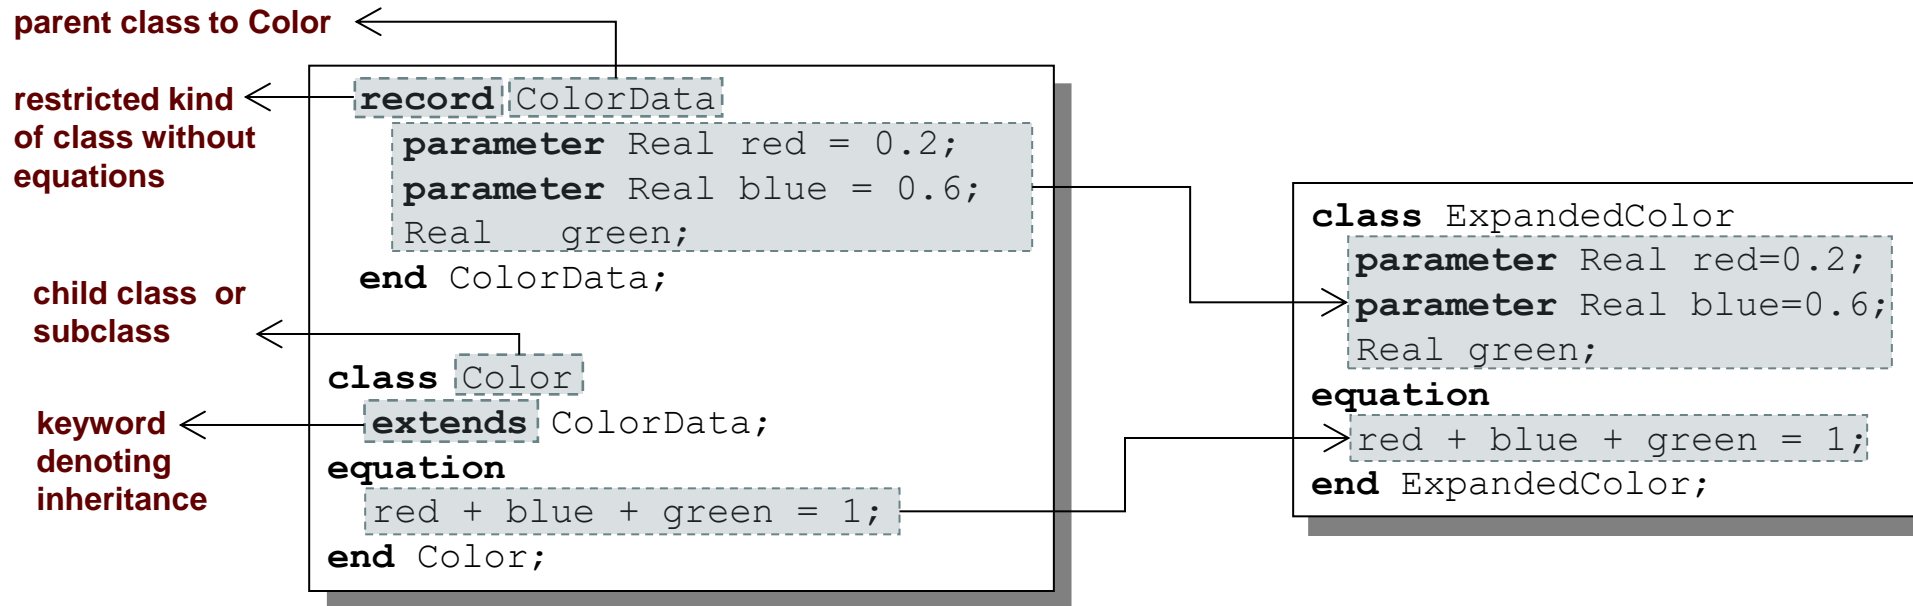 parent class to Color
restricted kind
of class without
equations
child class or
subclass
keyword
denoting
inheritance
record ColorData
parameter Real red = 0.2;
parameter Real blue = 0.6;
Real green;
end ColorData;
class Color
extends ColorData;
equation
red + blue + green = 1;
end Color;
class ExpandedColor
parameter Real red=0.2;
parameter Real blue=0.6;
Real green;
equation
red + blue + green = 1;
end ExpandedColor;